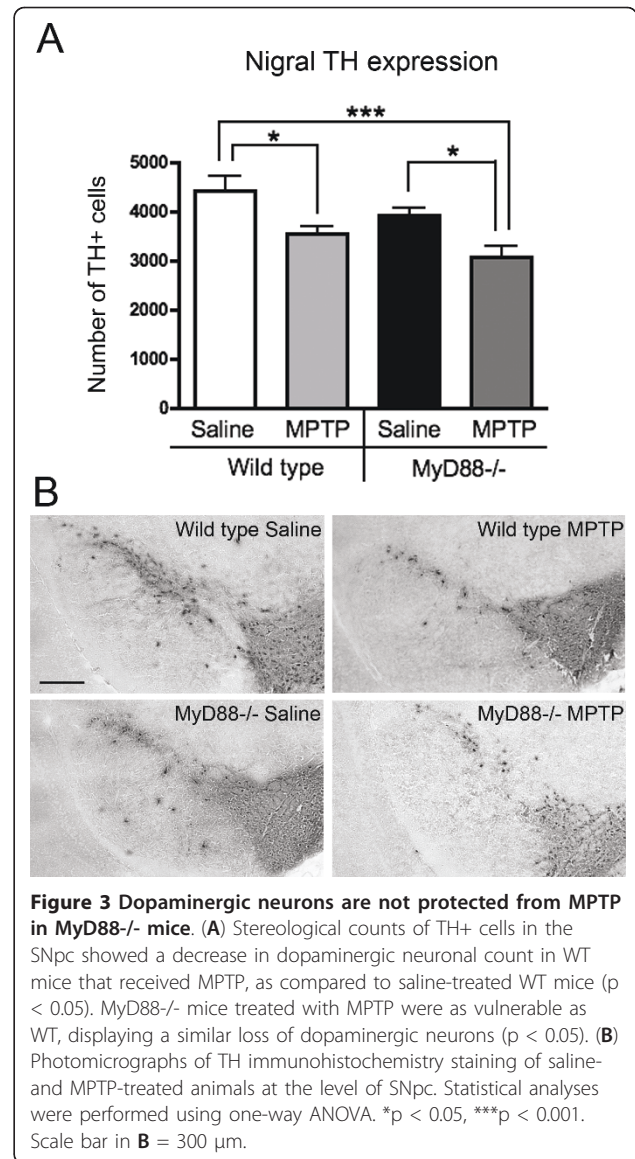 A
Nigral TH expression
***
*
*
Number of TH+ cells
5000
4000
3000
2000
1000
0
Saline MPTP Saline MPTP
Wild type MyD88-/-
B
Wild type Saline
Wild type MPTP
MyD88-/- Saline
MyD88-/- MPTP
Figure 3 Dopaminergic neurons are not protected from MPTP
in MyD88-/- mice. (A) Stereological counts of TH+ cells in the
SNpc showed a decrease in dopaminergic neuronal count in WT
mice that received MPTP, as compared to saline-treated WT mice (p
< 0.05). MyD88-/- mice treated with MPTP were as vulnerable as
WT, displaying a similar loss of dopaminergic neurons (p < 0.05). (B)
Photomicrographs of TH immunohistochemistry staining of saline-
and MPTP-treated animals at the level of SNpc. Statistical analyses
were performed using one-way ANOVA. *p < 0.05, ***p < 0.001.
Scale bar in B = 300 μm.